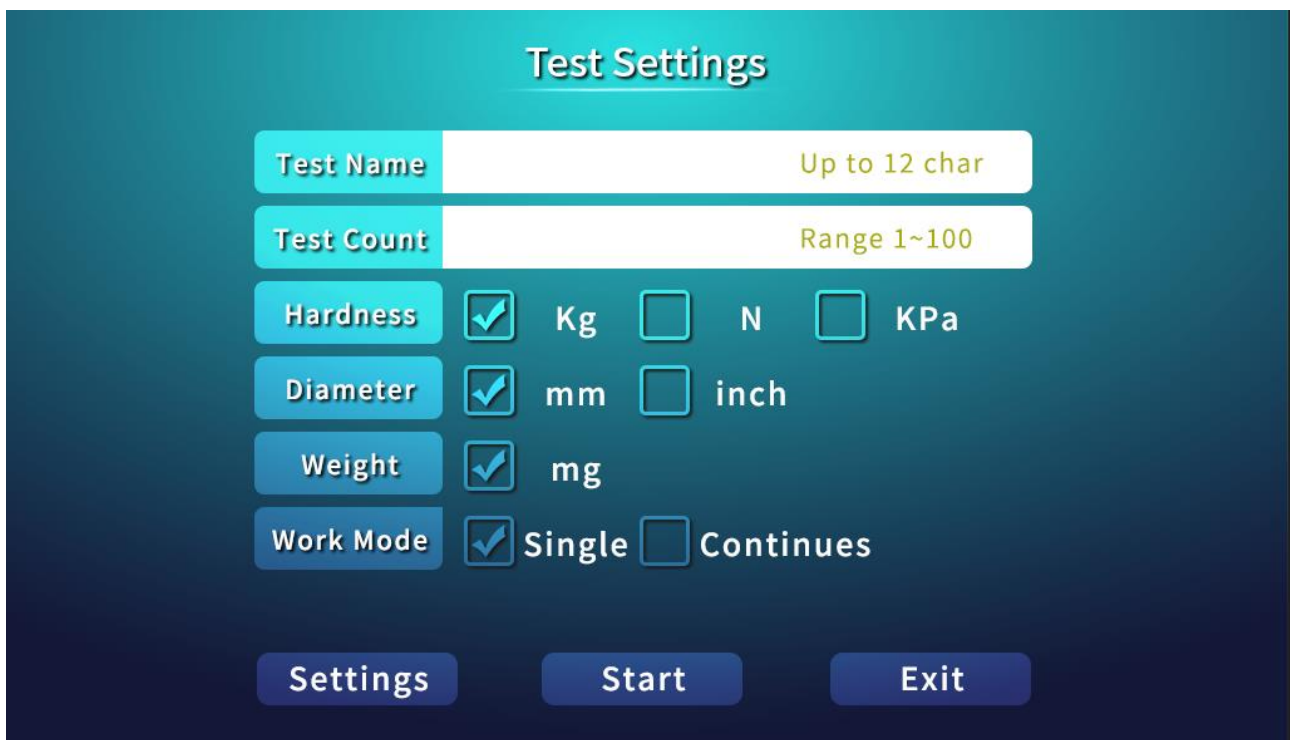 Test Settings
Test Name Up to 12 char
Test Count Range 1~100
Hardness Kg N KPa
Diameter mm inch
Weight mg
Work Mode Single Continues
Settings Start Exit